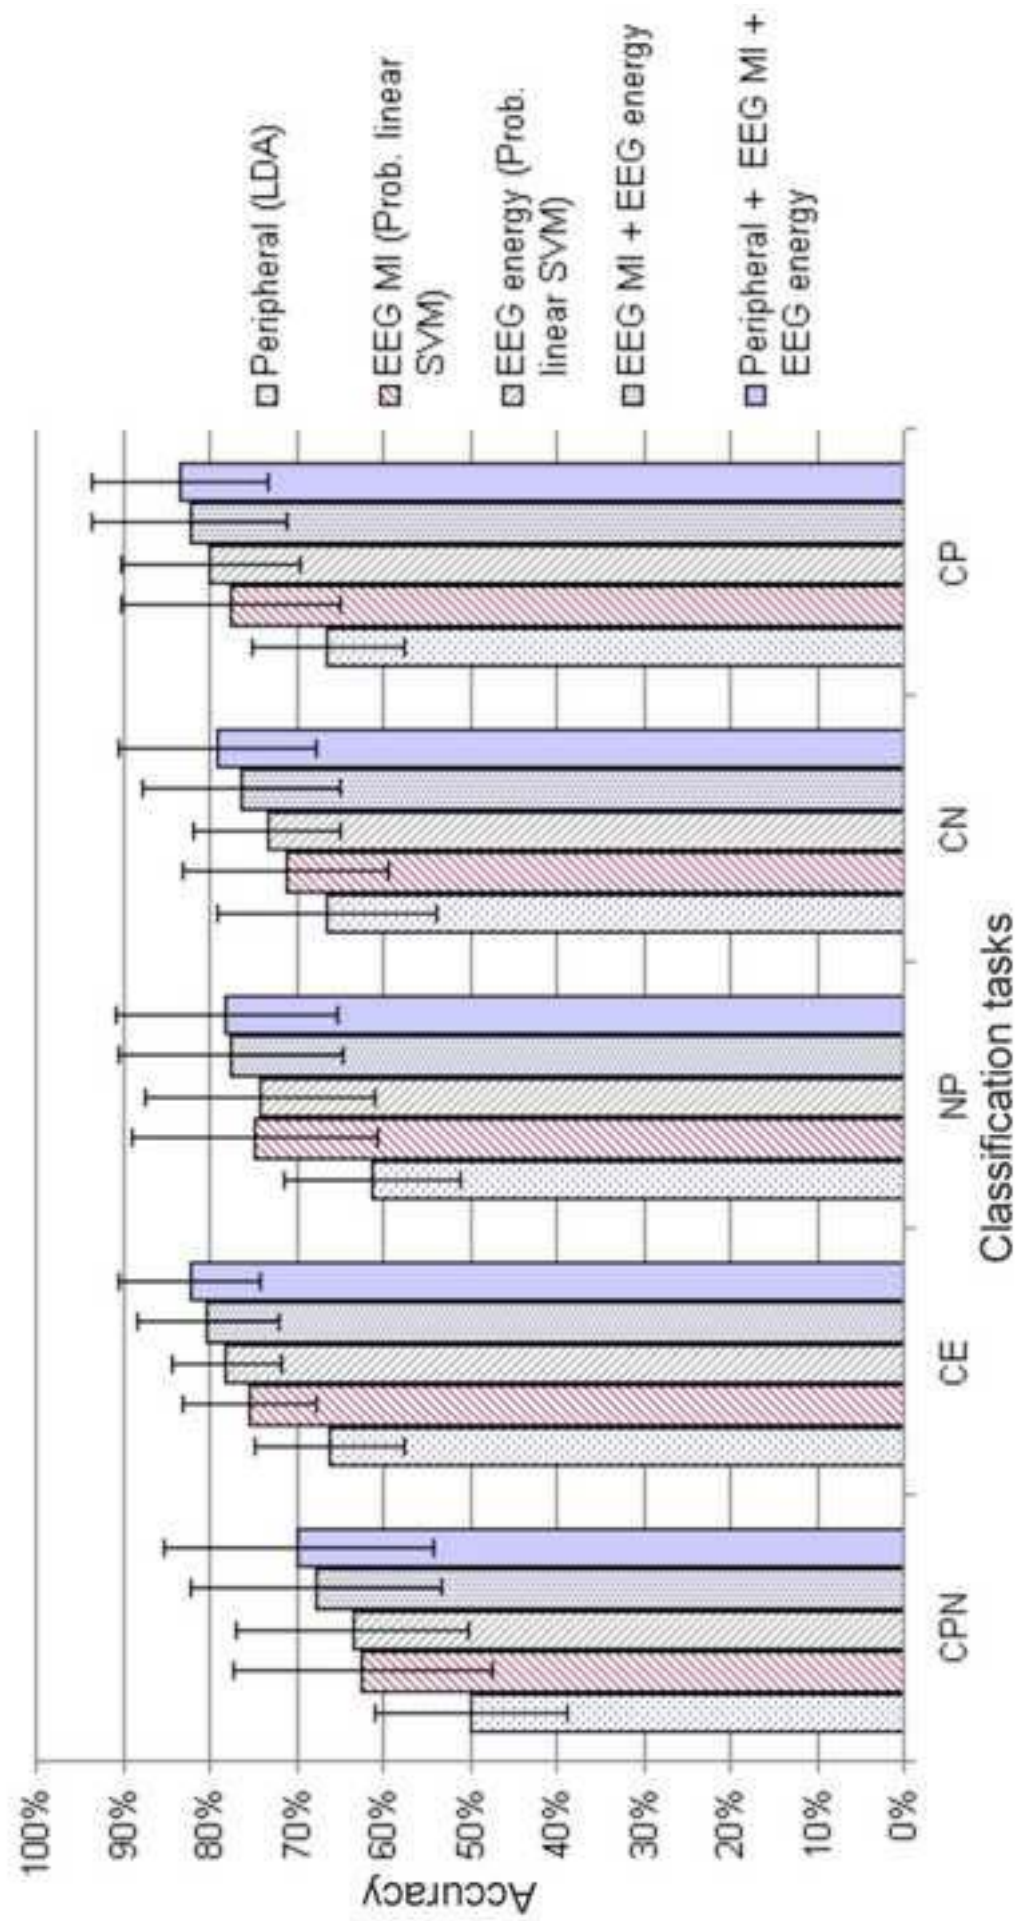 100%
90%
80%
70%
60%
50%
40%
30%
20%
10%
0%
Accuracy
CPN
CE
NP
CN
CP
Classification tasks
Peripheral (LDA)
EEG MI (Prob. linear
SVM)
EEG energy (Prob.
linear SVM)
EEG MI + EEG energy
Peripheral + EEG MI +
EEG energy